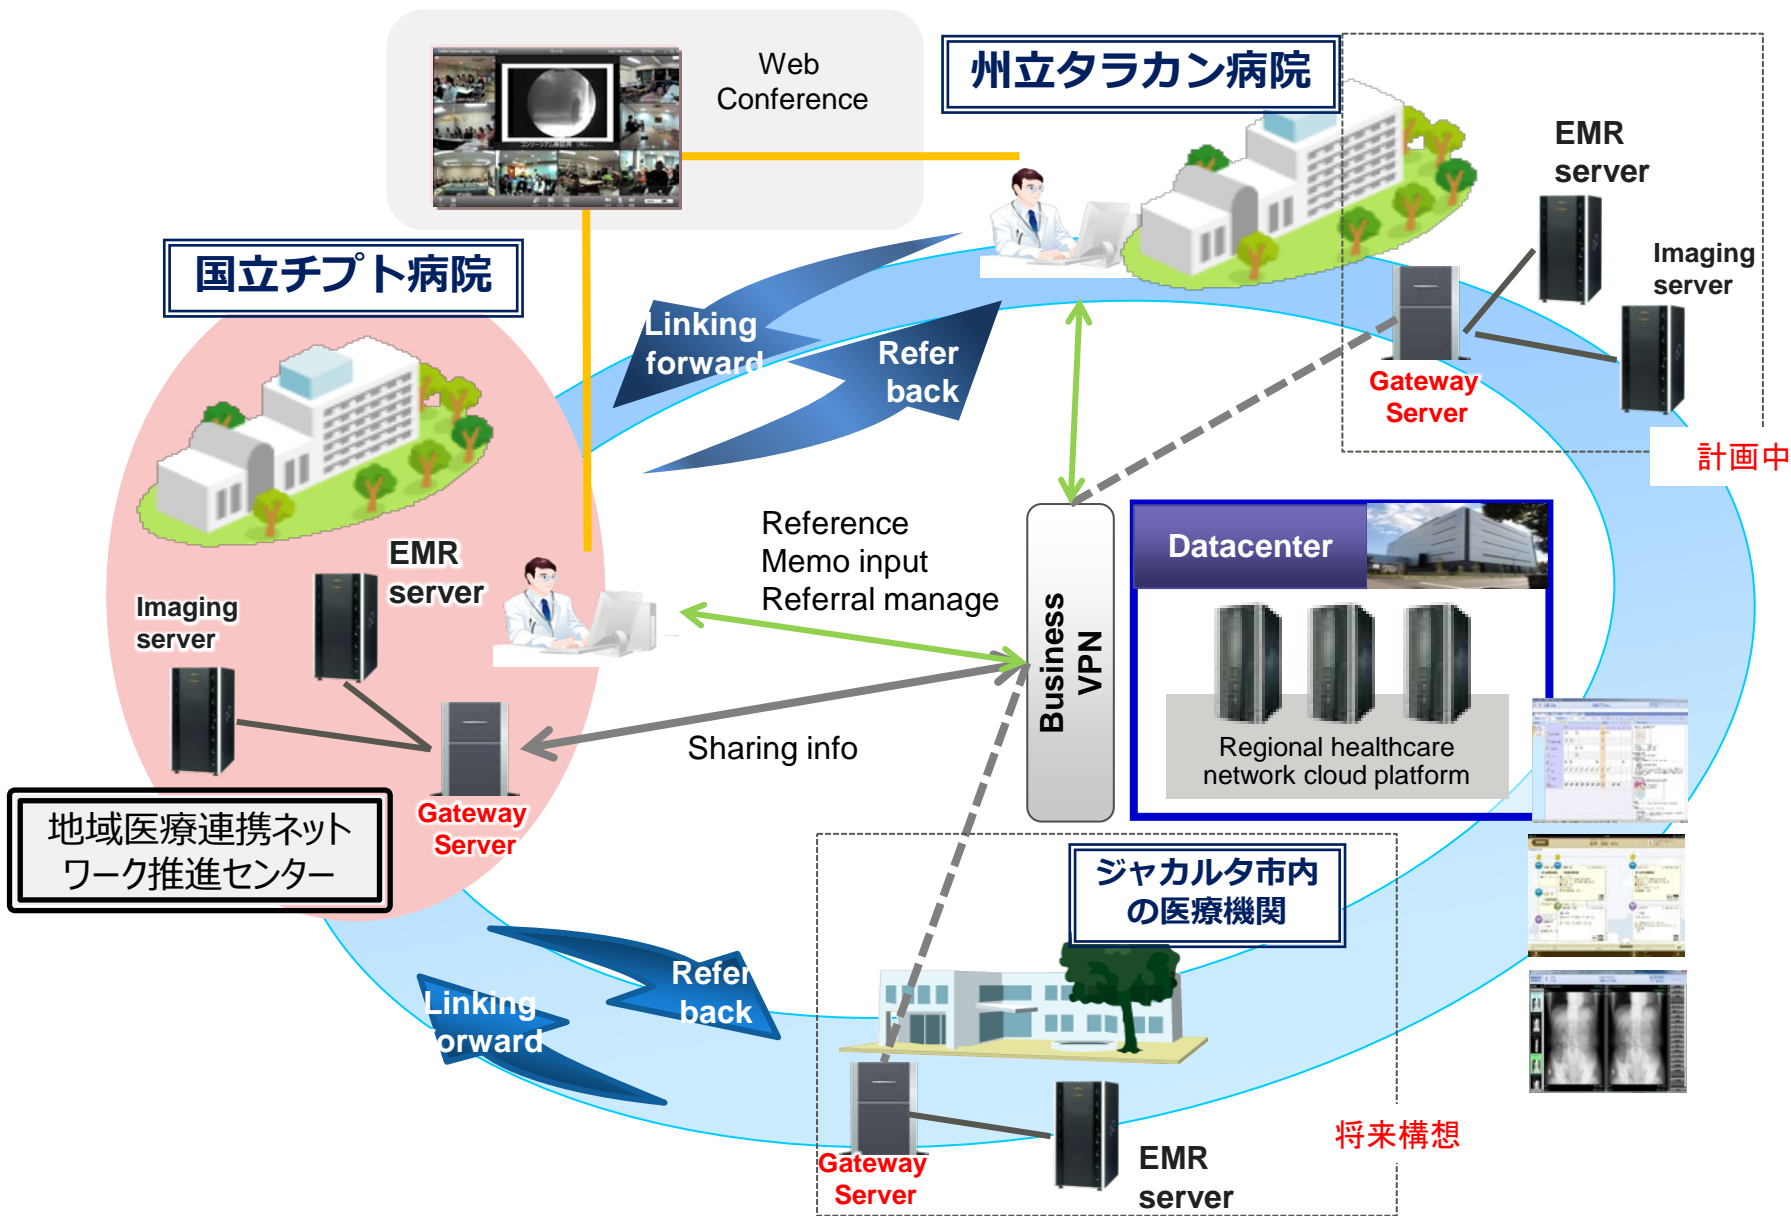 Web
Conference
州立タラカン病院
EMR
server
Imaging
server
Gateway
Server
計画中
国立チプト病院
Linking
forward
Refer
back
EMR
server
Imaging
server
Gateway
Server
地域医療連携ネット
ワーク推進センター
Reference
Memo input
Referral manage
Sharing info
Business
VPN
Datacenter
Regional healthcare
network cloud platform
ジャカルタ市内
の医療機関
Refer
back
Linking
forward
Gateway
Server
EMR
server
将来構想